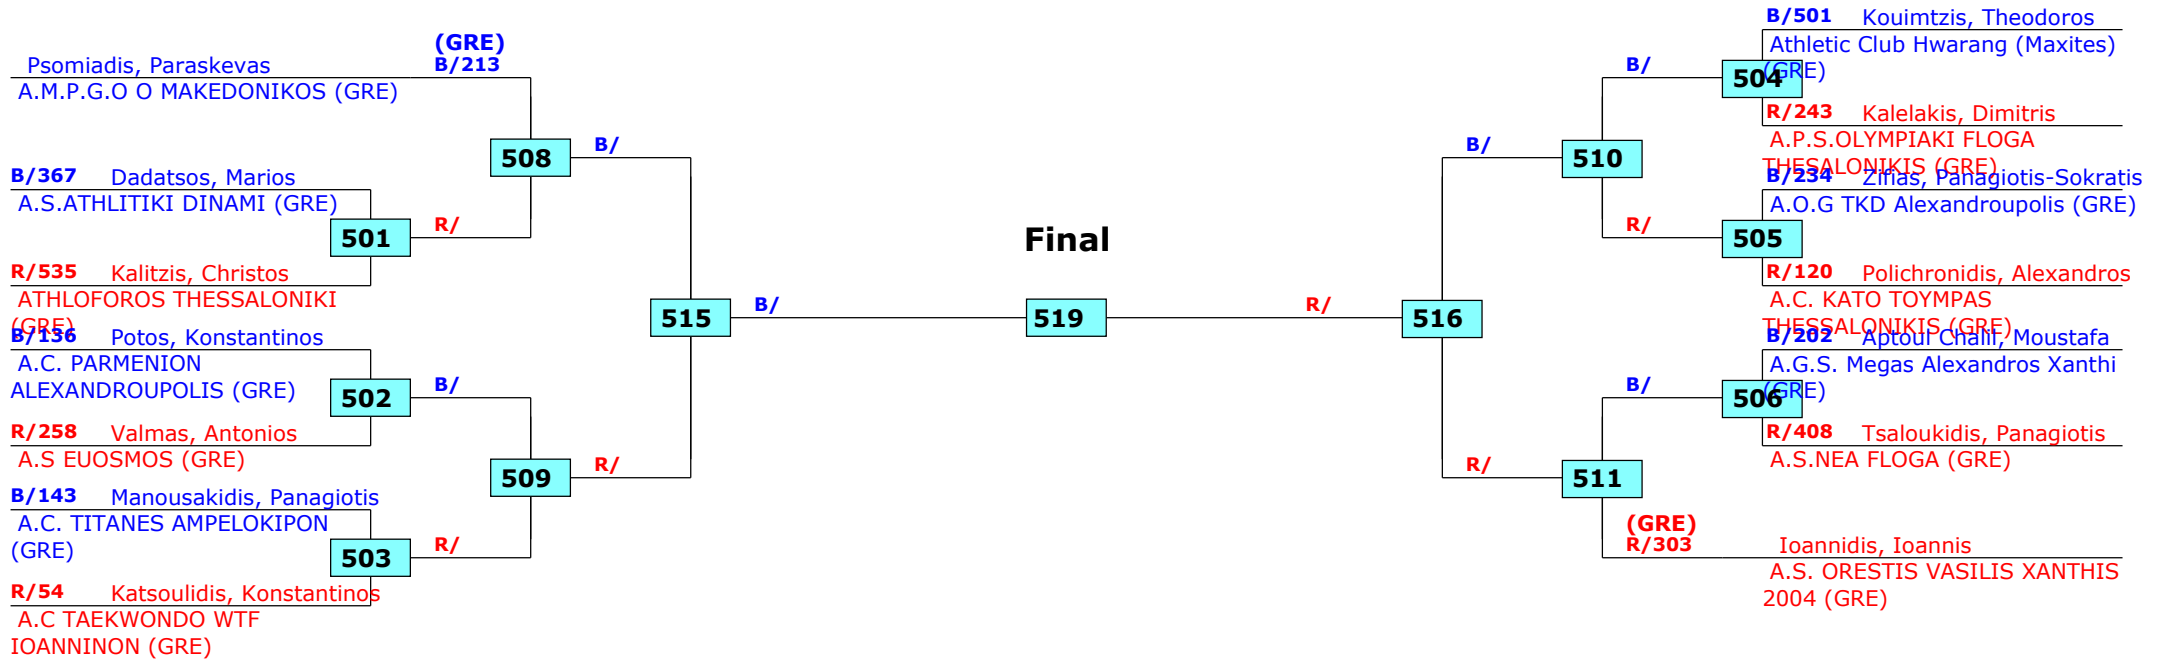 (GRE)
Psomiadis, Paraskevas
B/213
A.M.P.G.O O MAKEDONIKOS (GRE)
508
B/
B/367 Dadatsos, Marios
A.S.ATHLITIKI DINAMI (GRE)
501
R/
R/535 Kalitzis, Christos
ATHLOFOROS THESSALONIKI
(GRE)
515
B/
B/136 Potos, Konstantinos
A.C. PARMENION
ALEXANDROUPOLIS (GRE)
502
B/
R/258 Valmas, Antonios
A.S EUOSMOS (GRE)
509
R/
B/143 Manousakidis, Panagiotis
A.C. TITANES AMPELOKIPON
(GRE)
503
R/
R/54 Katsoulidis, Konstantinos
A.C TAEKWONDO WTF
IOANNINON (GRE)
Final
519
B/501 Kouimtzis, Theodoros
Athletic Club Hwarang (Maxites)
(GRE)
B/
504
R/243 Kalelakis, Dimitris
A.P.S.OLYMPIAKI FLOGA
THESALONIKIS (GRE)
B/
510
B/234 Zifias, Panagiotis-Sokratis
A.O.G TKD Alexandroupolis (GRE)
R/
505
R/120 Polichronidis, Alexandros
A.C. KATO TOYMPAS
THESSALONIKIS (GRE)
R/
516
B/202 Aptoul Chalil, Moustafa
A.G.S. Megas Alexandros Xanthi
(GRE)
B/
506
R/408 Tsaloukidis, Panagiotis
A.S.NEA FLOGA (GRE)
R/
511
(GRE)
R/303 Ioannidis, Ioannis
A.S. ORESTIS VASILIS XANTHIS
2004 (GRE)